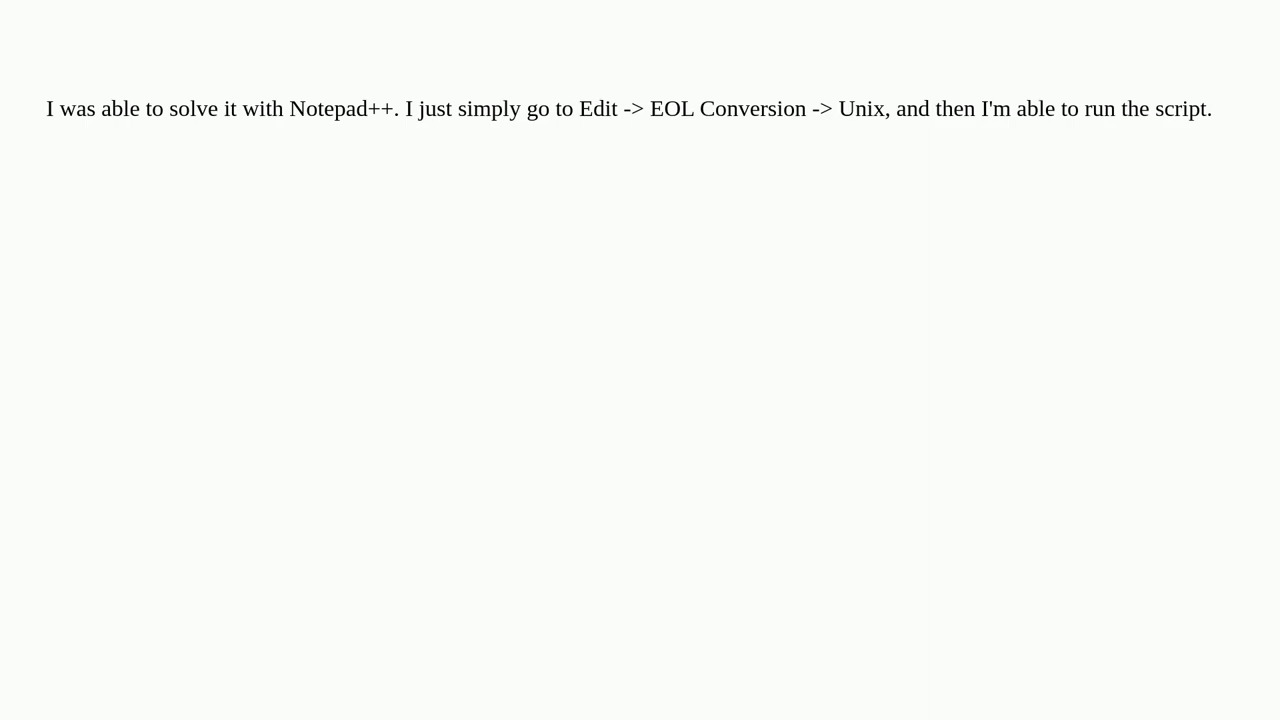 I was able to solve it with Notepad++. I just simply go to Edit -> EOL Conversion -> Unix, and then I'm able to run the script.